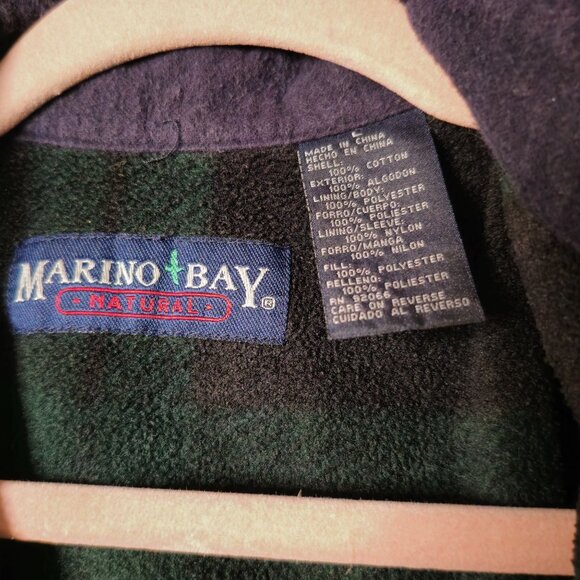 MARINO BAY
NATURAL
®
L
MADE IN CHINA
HECHO EN CHINA
SHELL:
100% COTTON
EXTERIOR:
100% ALGODON
LINING/BODY:
100% POLYESTER
FORRO/CUERPO:
100% POLIESTER
LINING/SLEEVE:
100% NYLON
FORRO/MANGA
100% NILON
FILL:
100% POLYESTER
RELLENO:
100% POLIESTER
RN 92066
CARE ON REVERSE
CUIDADO AL REVERSO